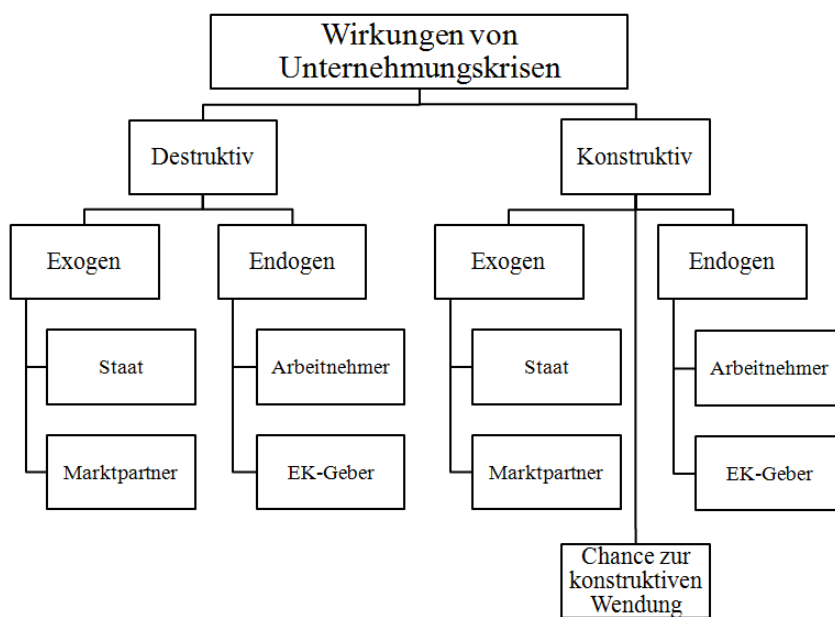 Wirkungen von
Unternehmungskrisen
Destruktiv
Konstruktiv
Exogen
Endogen
Exogen
Endogen
Staat
Arbeitnehmer
Staat
Arbeitnehmer
Marktpartner
EK-Geber
Marktpartner
EK-Geber
Chance zur
konstruktiven
Wendung